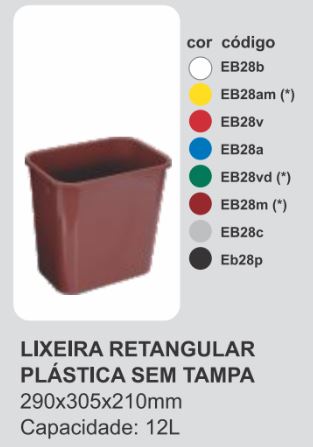 cor código
EB28b
EB28am (*)
EB28v
EB28a
EB28vd (*)
EB28m (*)
EB28c
Eb28p
LIXEIRA RETANGULAR
PLÁSTICA SEM TAMPA
290x305x210mm
Capacidade: 12L